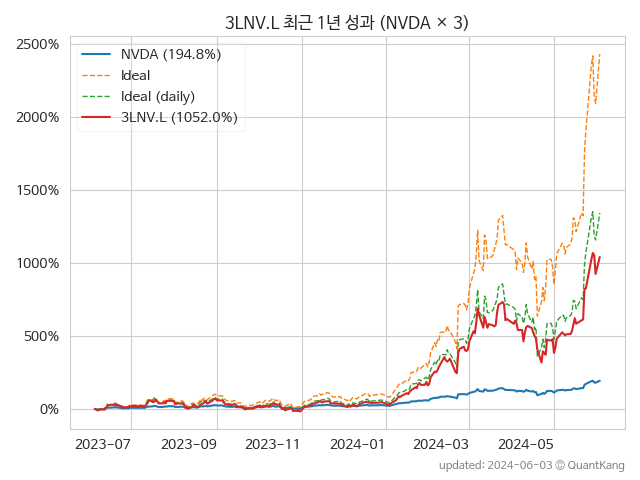 3LNV.L 최근 1년 성과 (NVDA × 3)
2500%
2000%
1500%
1000%
500%
0%
NVDA (194.8%)
Ideal
Ideal (daily)
3LNV.L (1052.0%)
2023-07
2023-09
2023-11
2024-01
2024-03
2024-05
updated: 2024-06-03 © QuantKang